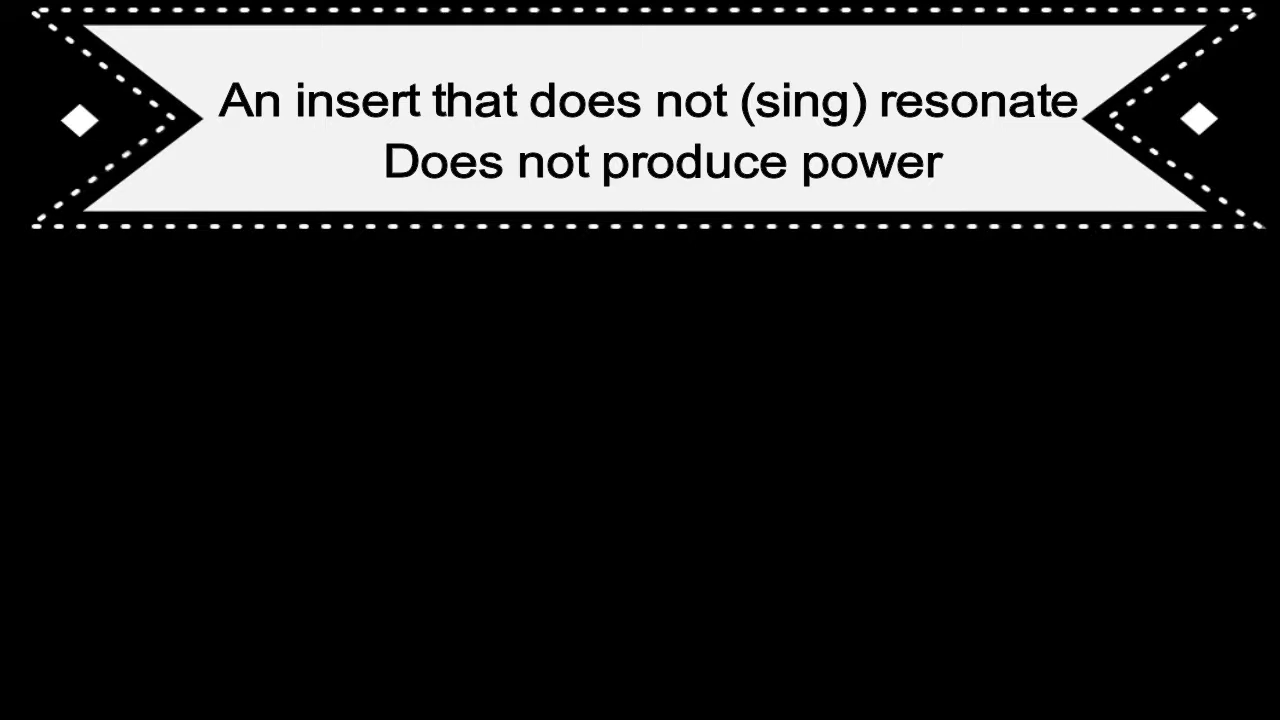 An insert that does not (sing) resonate
Does not produce power